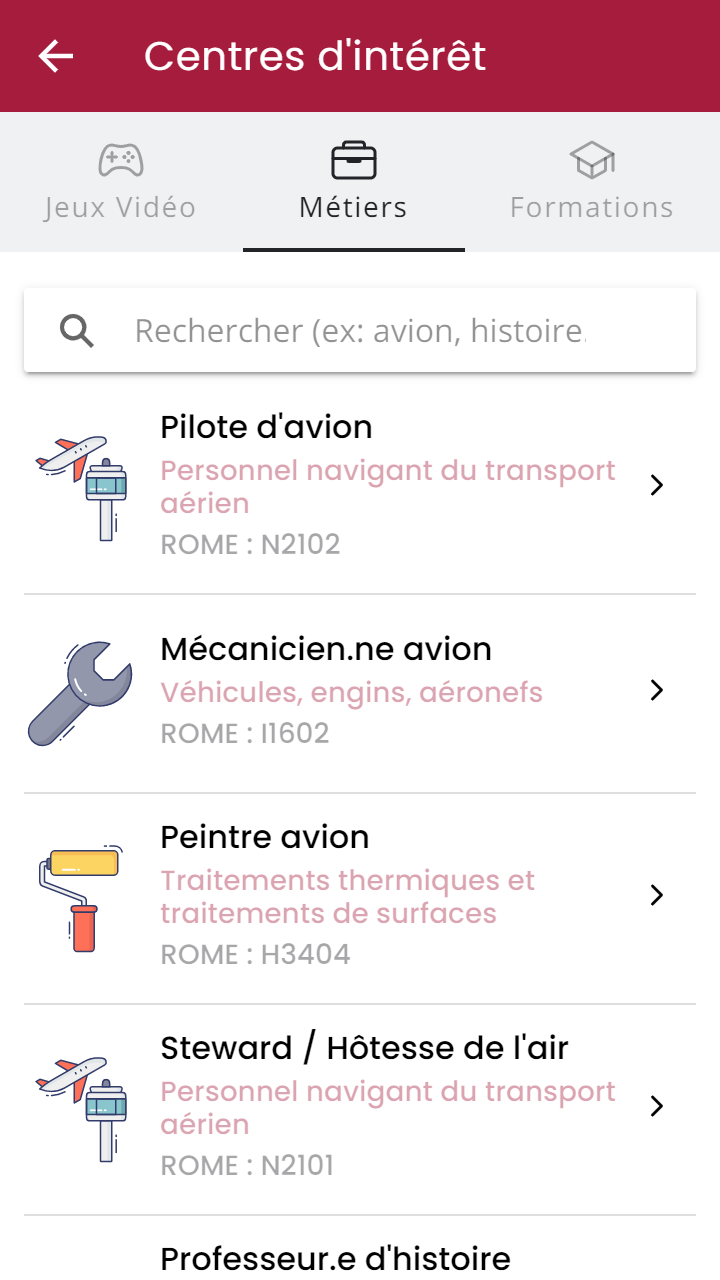 Centres d'intérêt
Jeux Vidéo
Métiers
Formations
Rechercher (ex: avion, histoire.
Pilote d'avion
Personnel navigant du transport
aérien
ROME : N2102
Mécanicien.ne avion
Véhicules, engins, aéronefs
ROME : I1602
Peintre avion
Traitements thermiques et
traitements de surfaces
ROME : H3404
Steward / Hôtesse de l'air
Personnel navigant du transport
aérien
ROME : N2101
Professeur.e d'histoire